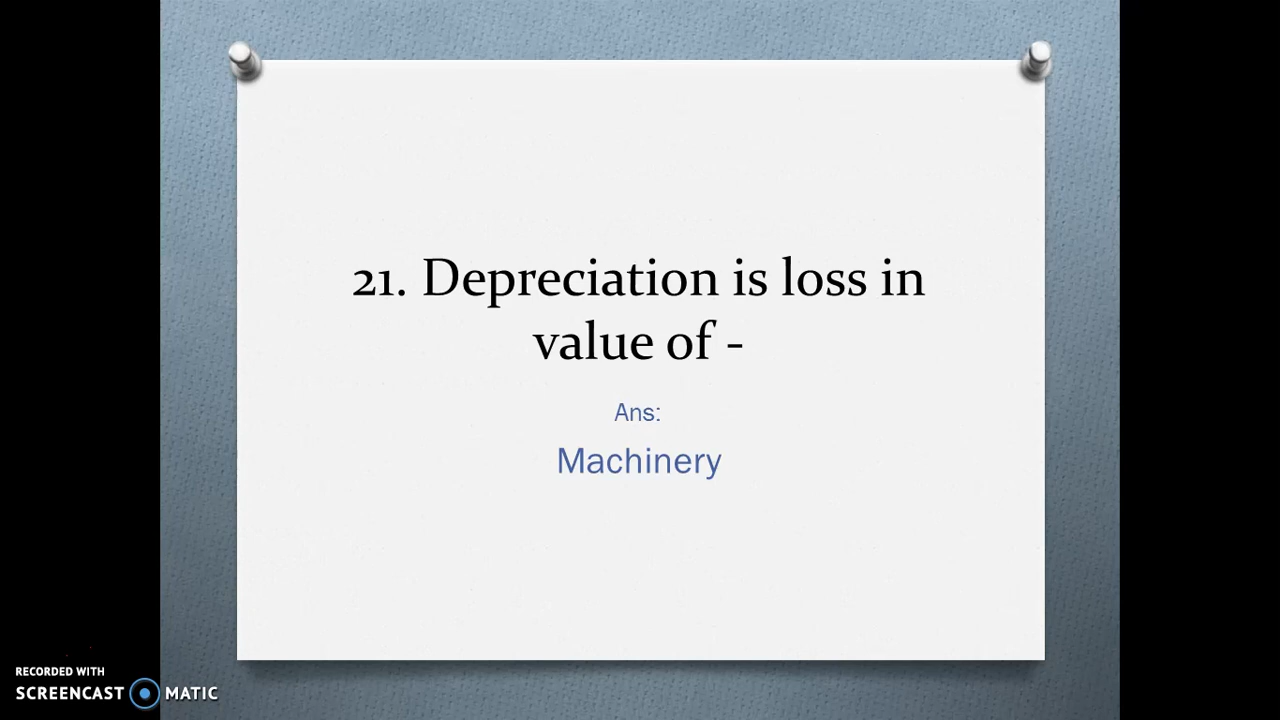 21. Depreciation is loss in
value of -
Ans:
Machinery
RECORDED WITH
SCREENCAST MATIC